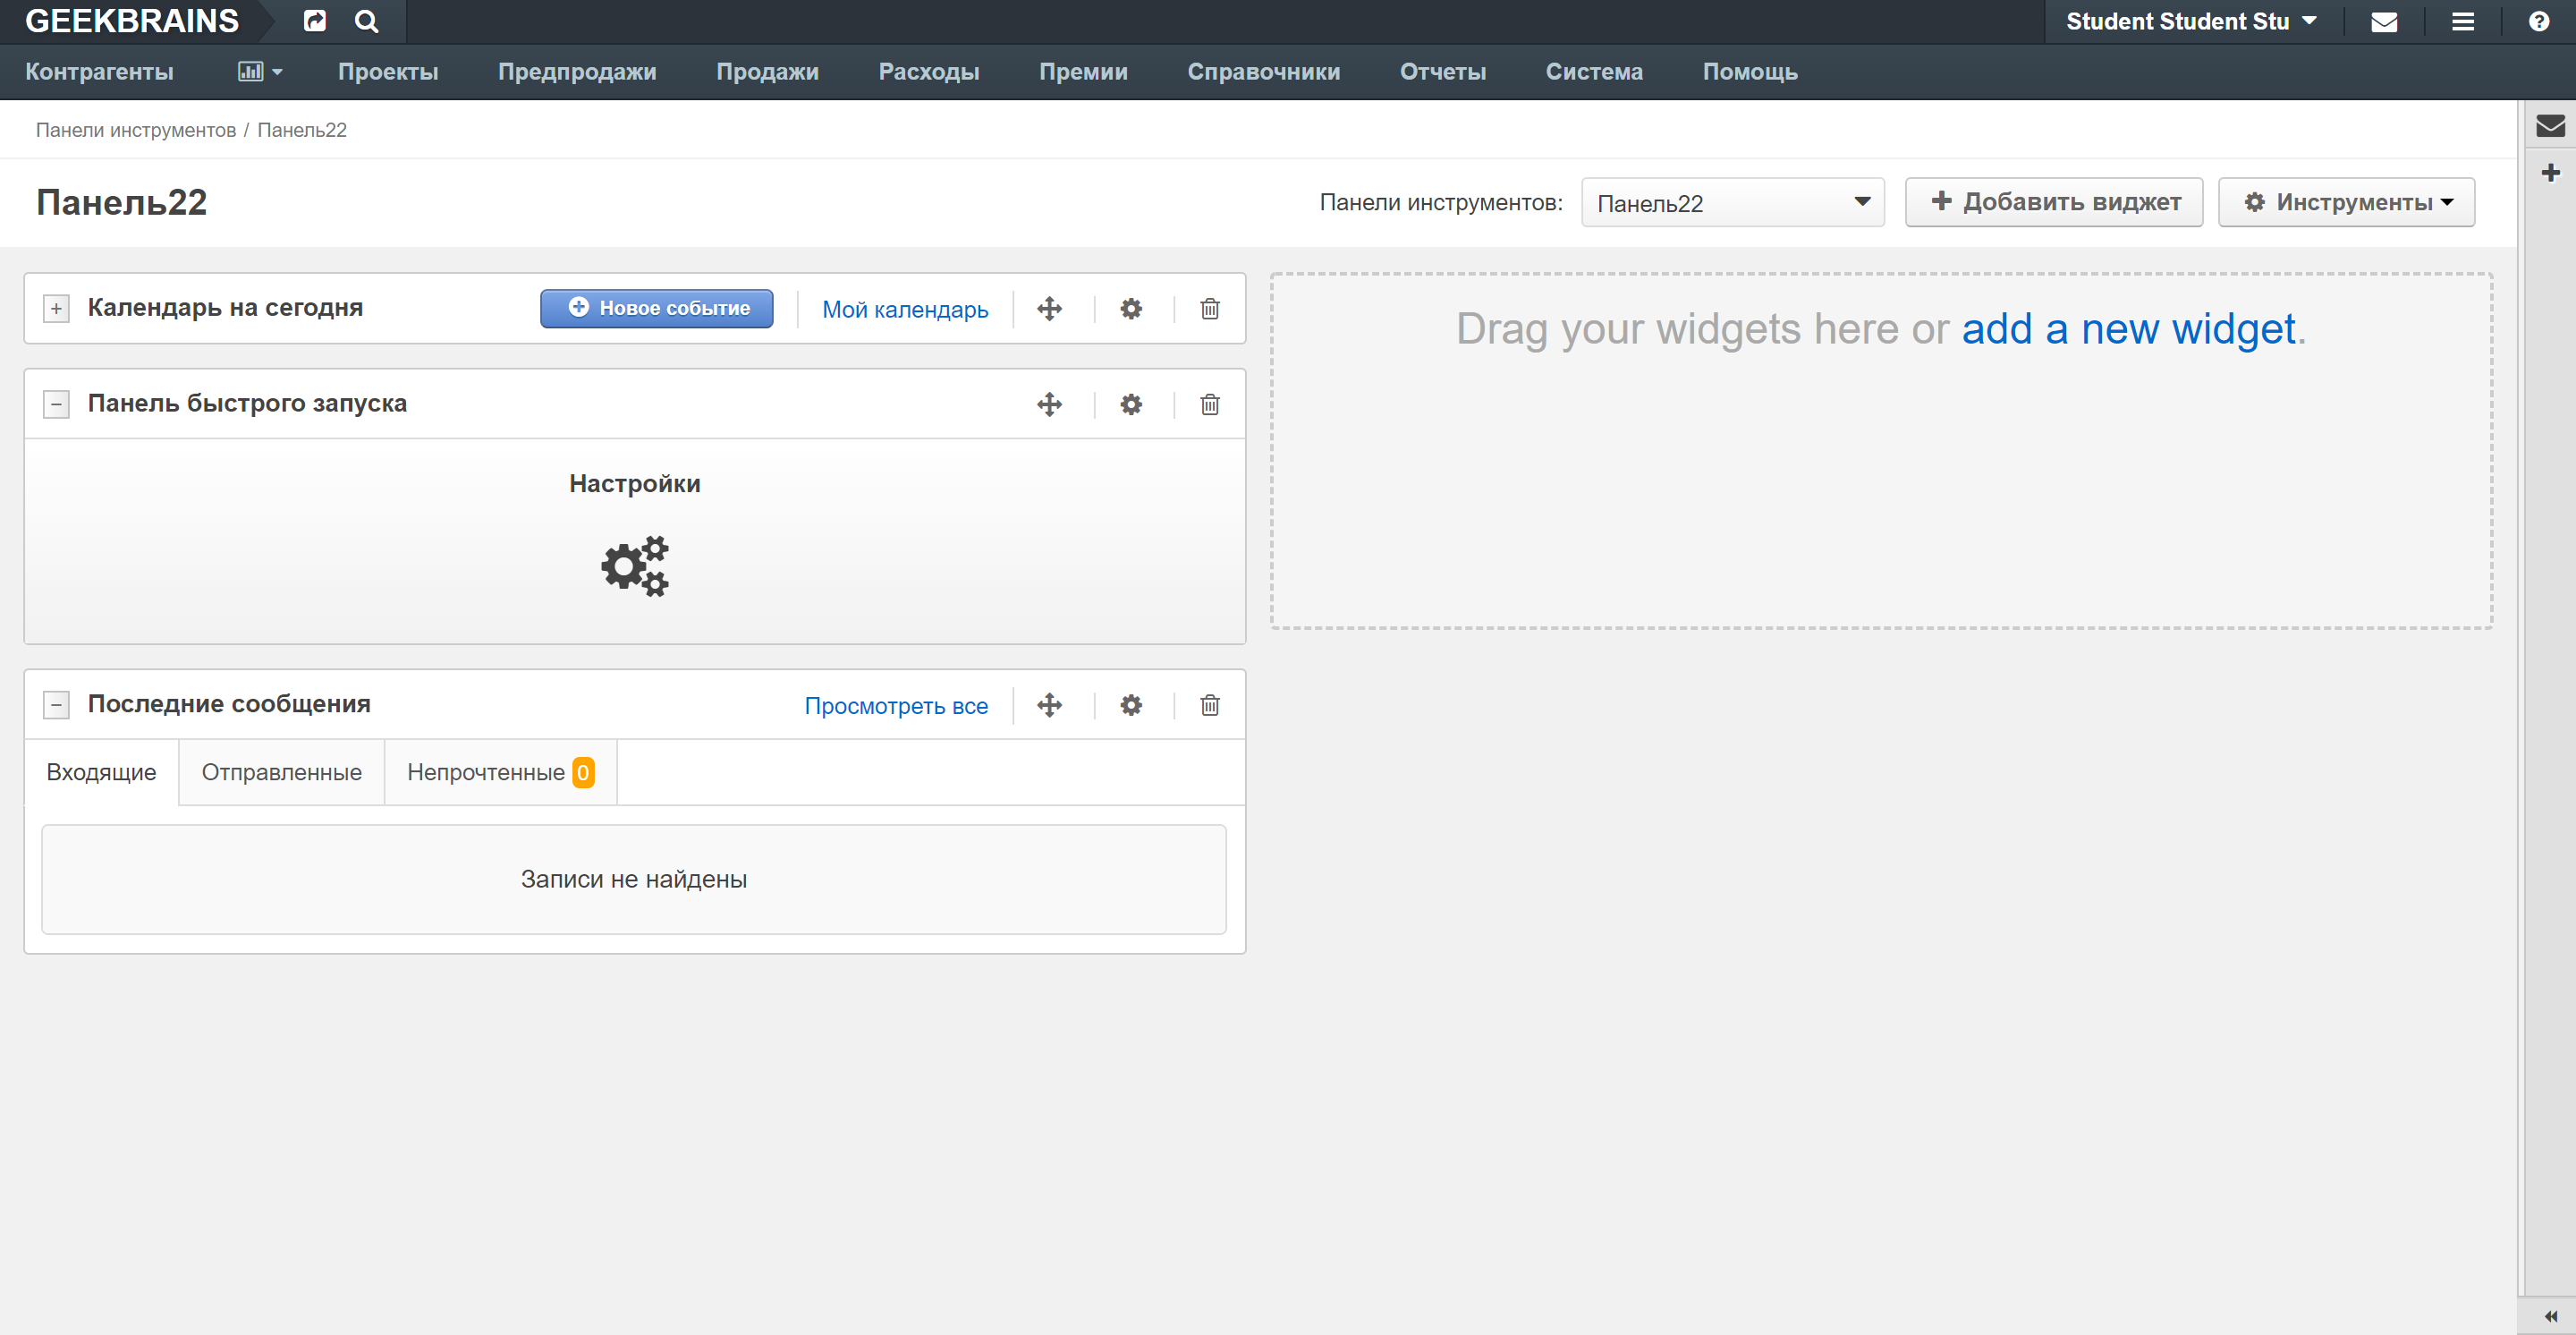 GEEKBRAINS
Student Student Stu
Контрагенты Проекты Предпродажи Продажи Расходы Премии Справочники Отчеты Система Помощь
Панели инструментов / Панель22
Панель22
Панели инструментов: Панель22 Добавить виджет Инструменты
Календарь на сегодня Новое событие Мой календарь
Панель быстрого запуска
Настройки
Последние сообщения Просмотреть все
Входящие Отправленные Непрочтенные 0
Записи не найдены
Drag your widgets here or add a new widget.